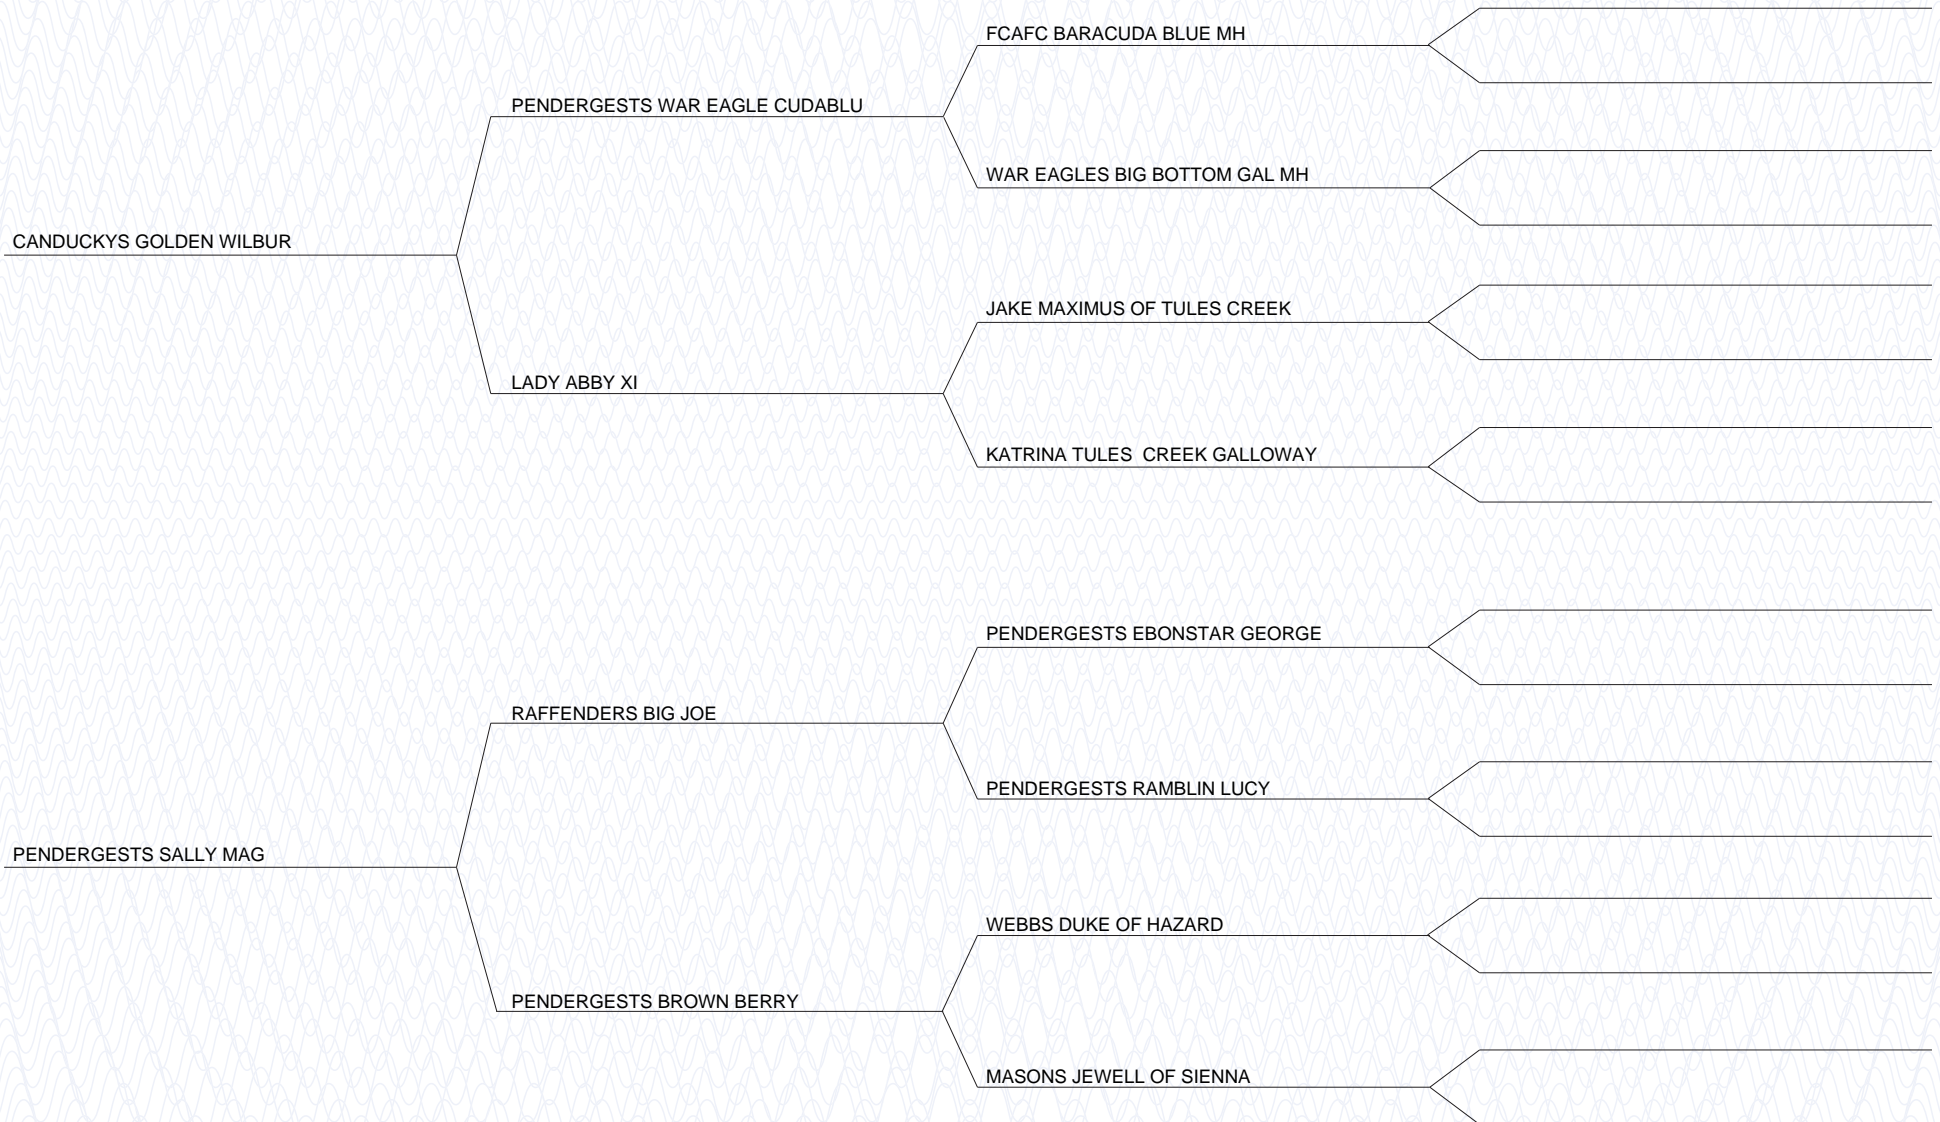 FCAFC BARACUDA BLUE MH
PENDERGESTS WAR EAGLE CUDABLU
WAR EAGLES BIG BOTTOM GAL MH
CANDUCKYS GOLDEN WILBUR
JAKE MAXIMUS OF TULES CREEK
LADY ABBY XI
KATRINA TULES  CREEK GALLOWAY
PENDERGESTS EBONSTAR GEORGE
RAFFENDERS BIG JOE
PENDERGESTS RAMBLIN LUCY
PENDERGESTS SALLY MAG
WEBBS DUKE OF HAZARD
PENDERGESTS BROWN BERRY
MASONS JEWELL OF SIENNA